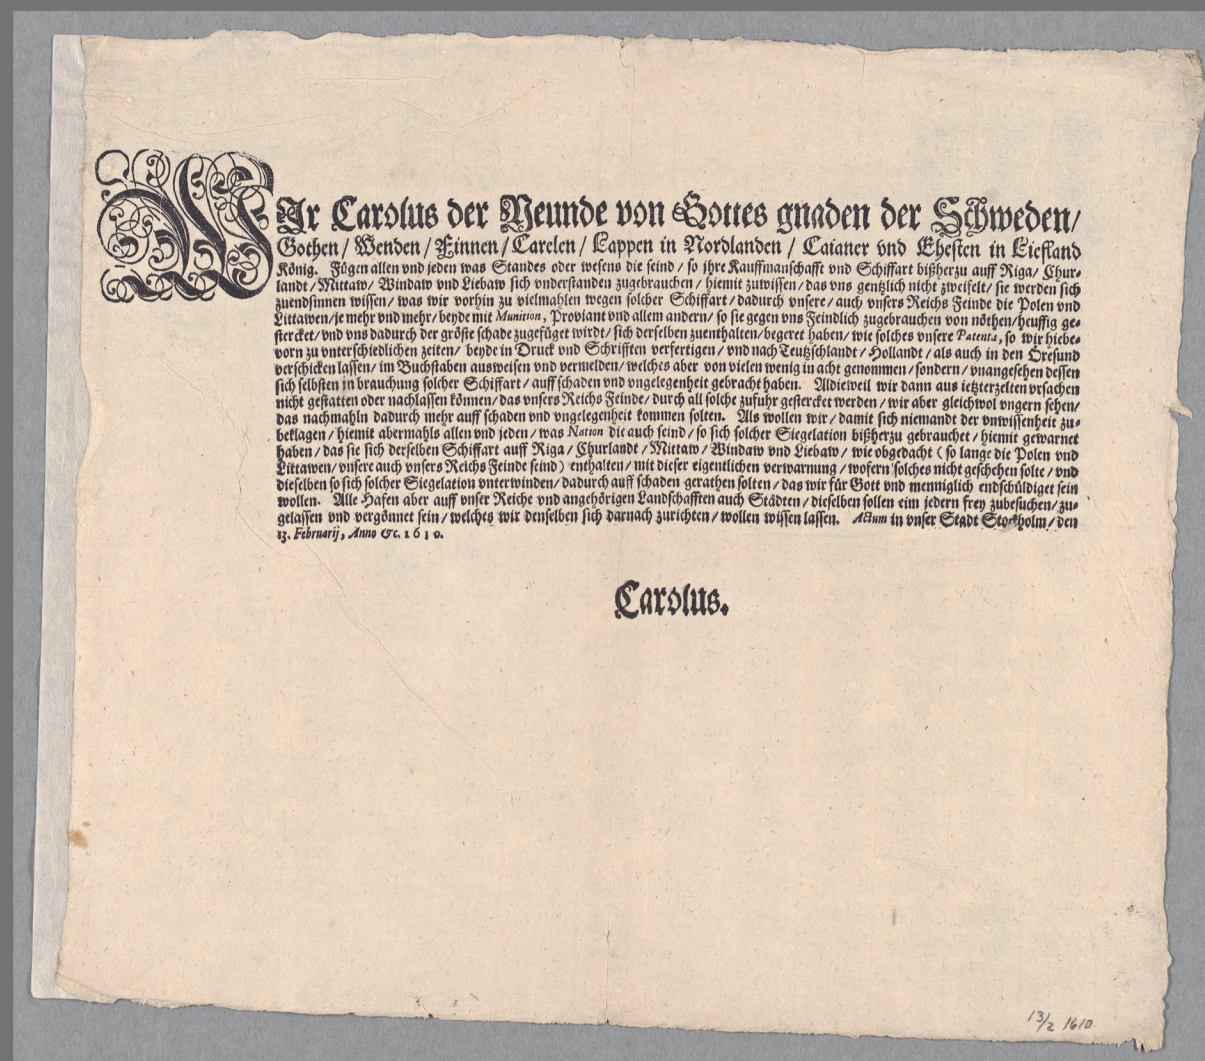 WIr Carolus der Neunde von Gottes gnaden der Schweden/
Gothen/ Wenden/ Finnen/ Carelen/ Lappen in Nordlanden/ Caianer vnd Ehesten in Liefland
König. Fügen allen vnd jeden was Standes oder wesens die seind/ so ihre Kauffmanschafft vnd Schiffart bißherzu auff Riga/ Chur-
landt/ Mittaw/ Windaw vnd Liebaw sich vnderstanden zugebrauchen/ hiemit zuwissen/ das vns gentzlich nicht zweifelt/ sie werden sich
zuendsinnen wissen/ was wir vorhin zu vielmahlen wegen solcher Schiffart/ dadurch vnsere/ auch vnsers Reichs Feinde die Polen vnd
Littawen/ je mehr vnd mehr/ beyde mit Munition, Proviant vnd allem andern/ so sie gegen vns Feindlich zugebrauchen von nöthen/ heuffig ge-
stercket/ vnd vns dadurch der gröste schade zugefüget wirdt/ sich derselben zuenthalten/ begeret haben/ wie solches vnsere Patenta, so wir hiebe-
vorn zu vnterschiedlichen zeiten/ beyde in Druck vnd Schrifften verfertigen/ vnd nach Teutzschlandt/ Hollandt/ als auch in den Öresund
verschicken lassen/ im Buchstaben ausweisen vnd vermelden/ welches aber von vielen wenig in acht genommen/ sondern/ vnangesehen dessen
sich selbsten in brauchung solcher Schiffart/ auff schaden vnd vngelegenheit gebracht haben. Aldieweil wir dann aus ietzterzelten vrsachen
nicht gestatten oder nachlassen können/ das vnsers Reichs Feinde/ durch all solche zufuhr gestercket werden/ wir aber gleichwol vngern sehen/
das nachmahln dadurch mehr auff schaden vnd vngelegenheit kommen solten. Als wollen wir/ damit sich niemandt der vnwissenheit zu-
beklagen/ hiemit abermahls allen vnd jeden/ was Nation die auch seind/ so sich solcher Siegelation bißherzu gebrauchet/ hiemit gewarnet
haben/ das sie sich derselben Schiffart auff Riga/ Churlandt/ Mittaw/ Windaw vnd Liebaw/ wie obgedacht (so lange die Polen vnd
Littawen/ vnsere auch vnsers Reichs Feinde seind) enthalten/ mit dieser eigentlichen verwarnung/ wofern solches nicht geschehen solte/ vnd
dieselben so sich solcher Siegelation vnterwinden/ dadurch auff schaden gerathen solten/ das wir für Gott vnd menniglich endschüldiget sein
wollen. Alle Hafen aber auff vnser Reiche vnd angehörigen Landschafften auch Städten/ dieselben sollen eim jedern frey zubesuchen/ zu-
gelassen vnd vergönnet sein/ welches wir denselben sich darnach zurichten/ wollen wissen lassen. Actum in vnser Stadt Stockholm/ den
13. Februarij, Anno &c. 1610.
Carolus.
13/2 1610